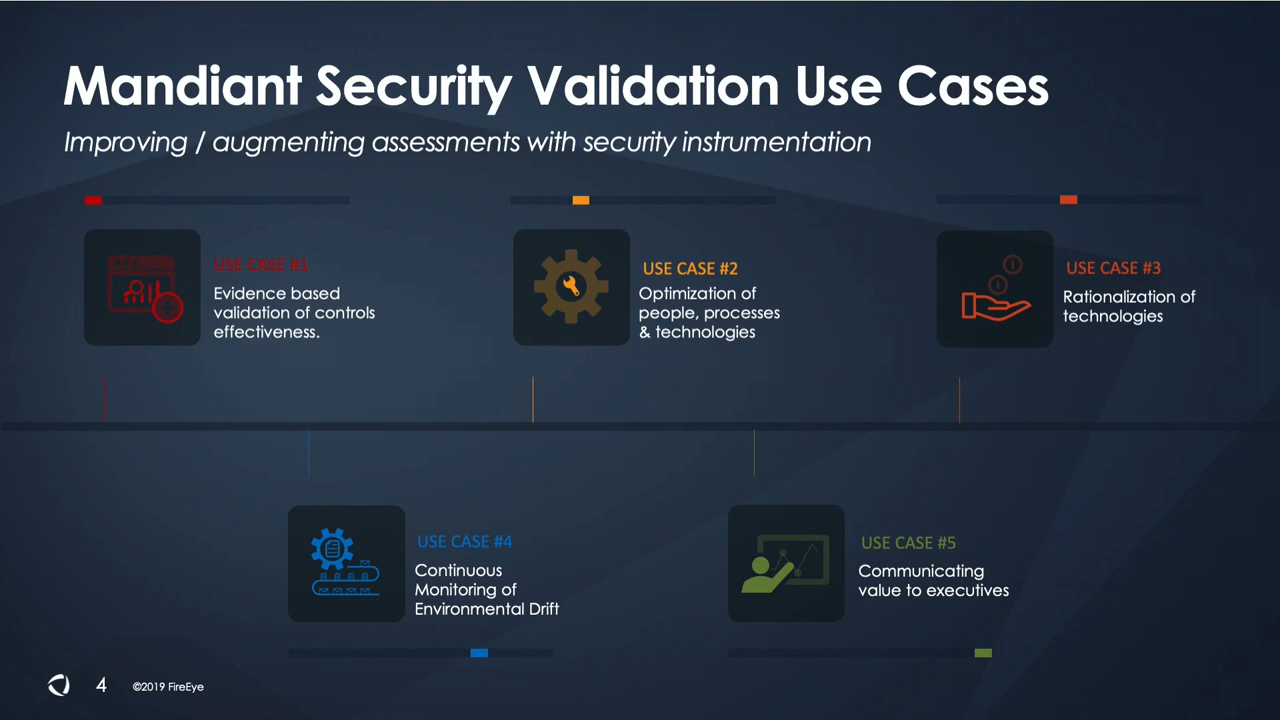 Mandiant Security Validation Use Cases
Improving / augmenting assessments with security instrumentation
USE CASE #1
Evidence based
validation of controls
effectiveness.
USE CASE #2
Optimization of
people, processes
& technologies
USE CASE #3
Rationalization of
technologies
USE CASE #4
Continuous
Monitoring of
Environmental Drift
USE CASE #5
Communicating
value to executives
4
©2019 FireEye